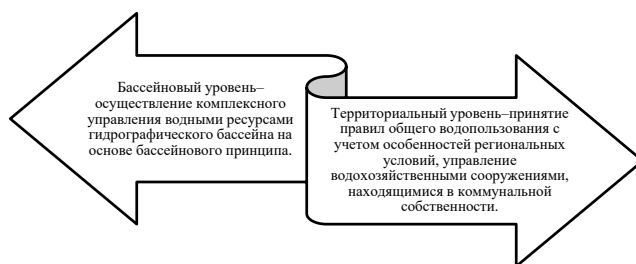 Бассейновый уровень–
осуществление комплексного
управления водными ресурсами
гидрографического бассейна на
основе бассейнового принципа.
Территориальный уровень–принятие
правил общего водопользования с
учетом особенностей региональных
условий, управление
водохозяйственными сооружениями,
находящимися в коммунальной
собственности.